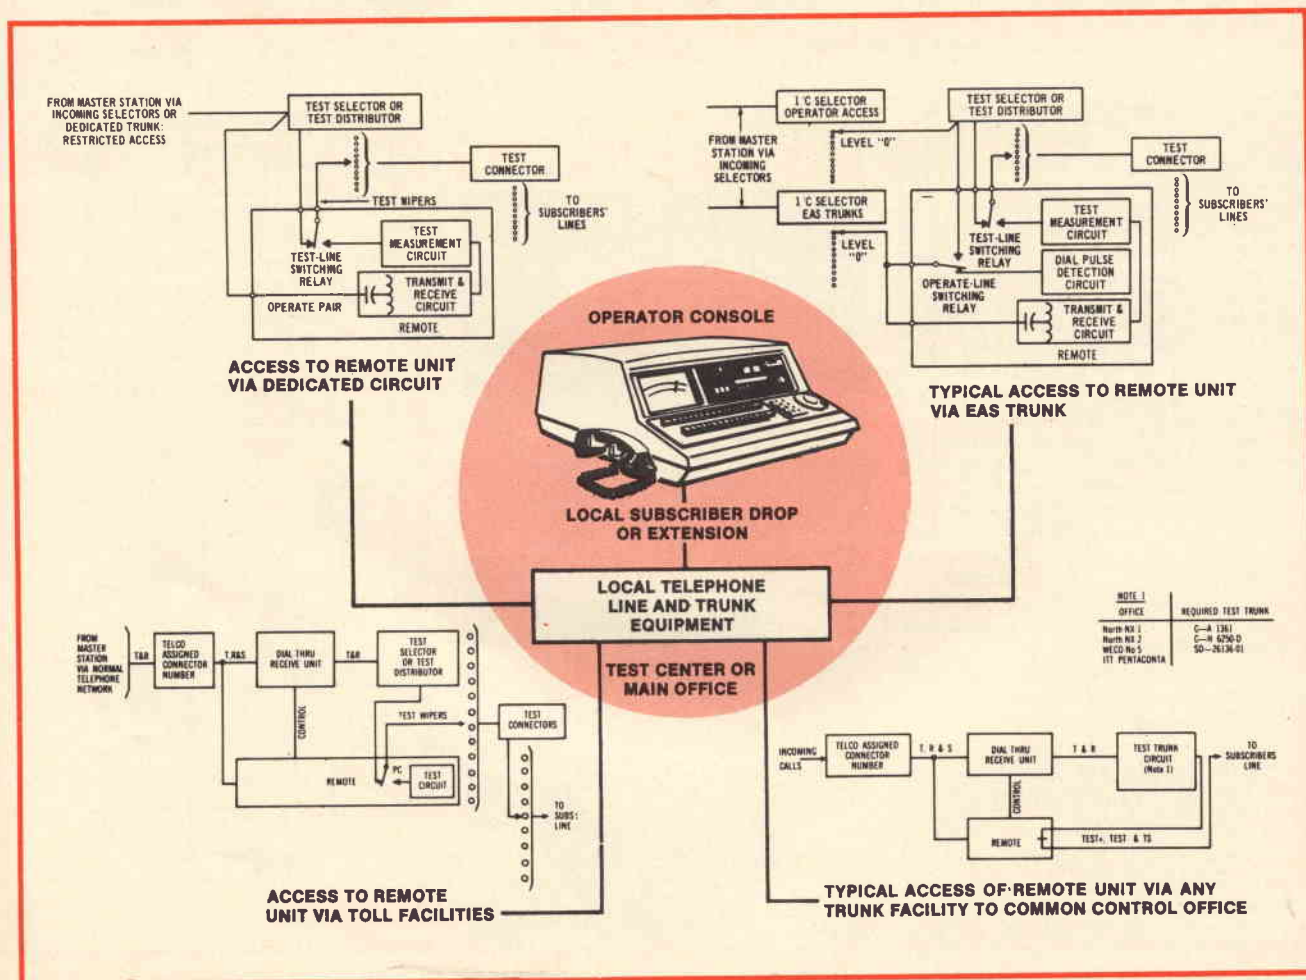 FROM MASTER STATION VIA
INCOMING SELECTORS OR
DEDICATED TRUNK:
RESTRICTED ACCESS
TEST SELECTOR OR
TEST DISTRIBUTOR
TEST
CONNECTOR
TEST WIPERS
TO
SUBSCRIBERS'
LINES
TEST
MEASUREMENT
CIRCUIT
TEST-LINE
SWITCHING
RELAY
TRANSMIT &
RECEIVE
CIRCUIT
OPERATE PAIR
REMOTE
ACCESS TO REMOTE UNIT
VIA DEDICATED CIRCUIT
I'C SELECTOR
OPERATOR ACCESS
TEST SELECTOR OR
TEST DISTRIBUTOR
FROM MASTER
STATION VIA
INCOMING
SELECTORS
LEVEL "0"
TEST
CONNECTOR
I'C SELECTOR
EAS TRUNKS
TO
SUBSCRIBERS'
LINES
TEST
MEASUREMENT
CIRCUIT
TEST-LINE
SWITCHING
RELAY
LEVEL
"0"
DIAL PULSE
DETECTION
CIRCUIT
OPERATE-LINE
SWITCHING
RELAY
TRANSMIT &
RECEIVE
CIRCUIT
REMOTE
TYPICAL ACCESS TO REMOTE UNIT
VIA EAS TRUNK
OPERATOR CONSOLE
LOCAL SUBSCRIBER DROP
OR EXTENSION
LOCAL TELEPHONE
LINE AND TRUNK
EQUIPMENT
TEST CENTER OR
MAIN OFFICE
NOTE 1
OFFICE REQUIRED TEST TRUNK
North NX 1 C—A 1361
North NX 2 C—H 6250-D
WECO No 5 SD—26136-01
ITT PENTACONTA
FROM
MASTER
STATION
VIA NORMAL
TELEPHONE
NETWORK
T&R
TELCO
ASSIGNED
CONNECTOR
NUMBER
T,R&S
DIAL THRU
RECEIVE UNIT
T&R
TEST
SELECTOR
OR TEST
DISTRIBUTOR
CONTROL
TEST WIPERS
TEST
CONNECTORS
REMOTE
PC
TEST
CIRCUIT
TO
SUBS:
LINE
ACCESS TO REMOTE
UNIT VIA TOLL FACILITIES
INCOMING
CALLS
TELCO ASSIGNED
CONNECTOR
NUMBER
T, R & S
DIAL THRU
RECEIVE UNIT
T & R
TEST TRUNK
CIRCUIT
(Note 1)
TO
SUBSCRIBERS
LINE
CONTROL
REMOTE
TEST+, TEST & TS
TYPICAL ACCESS OF REMOTE UNIT VIA ANY
TRUNK FACILITY TO COMMON CONTROL OFFICE